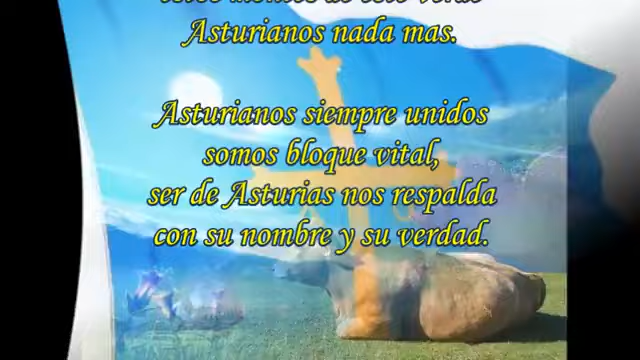 Asturianos nada mas.
Asturianos siempre unidos
somos bloque vital,
ser de Asturias nos respalda
con su nombre y su verdad.